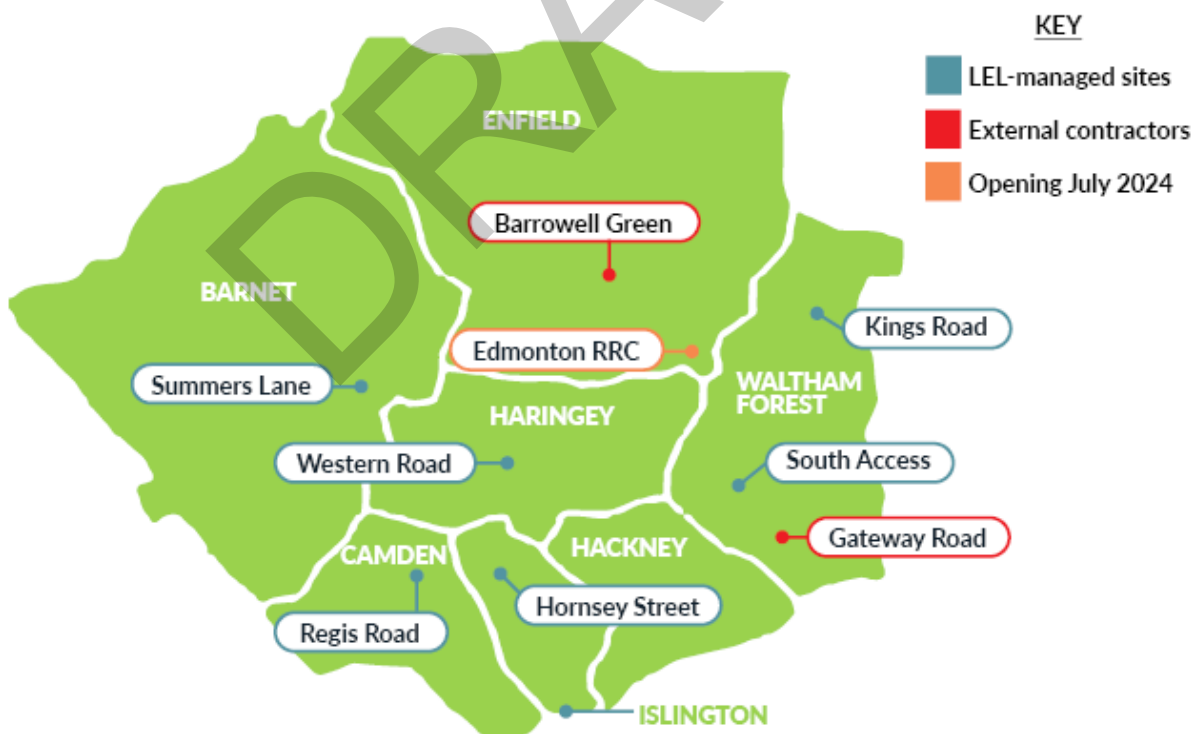 KEY
LEL-managed sites
External contractors
Opening July 2024
DRA
ENFIELD
Barrowell Green
BARNET
Kings Road
Edmonton RRC
Summers Lane
WALTHAM
FOREST
HARINGEY
Western Road
South Access
Gateway Road
CAMDEN
HACKNEY
Hornsey Street
Regis Road
ISLINGTON